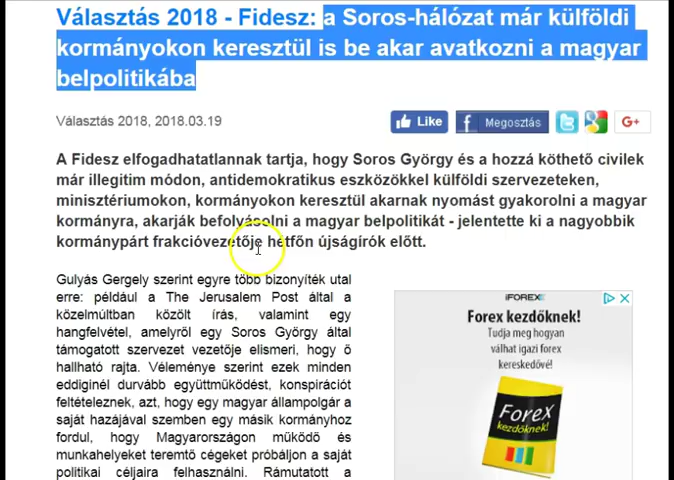 Választás 2018 - Fidesz: a Soros-hálózat már külföldi
kormányokon keresztül is be akar avatkozni a magyar
belpolitikába
Választás 2018, 2018.03.19
Like
Megosztás
G+
A Fidesz elfogadhatatlannak tartja, hogy Soros György és a hozzá köthető civilek
már illegitim módon, antidemokratikus eszközökkel külföldi szervezeteken,
minisztériumokon, kormányokon keresztül akarnak nyomást gyakorolni a magyar
kormányra, akarják befolyásolni a magyar belpolitikát - jelentette ki a nagyobbik
kormánypárt frakcióvezetője hétfőn újságírók előtt.
Gulyás Gergely szerint egyre több bizonyíték utal
erre: például a The Jerusalem Post által a
közelmúltban közölt írás, valamint egy
hangfelvétel, amelyről egy Soros György által
támogatott szervezet vezetője elismeri, hogy ő
hallható rajta. Véleménye szerint ezek minden
eddiginél durvább együttműködést, konspirációt
feltételeznek, azt, hogy egy magyar állampolgár a
saját hazájával szemben egy másik kormányhoz
fordul, hogy Magyarországon működő és
munkahelyeket teremtő cégeket próbáljon a saját
politikai céljaira felhasználni. Rámutatott a
iFOREX
Forex kezdőknek!
Tudja meg hogyan
válhat igazi forex
kereskedővé!
Forex
kezdőknek!